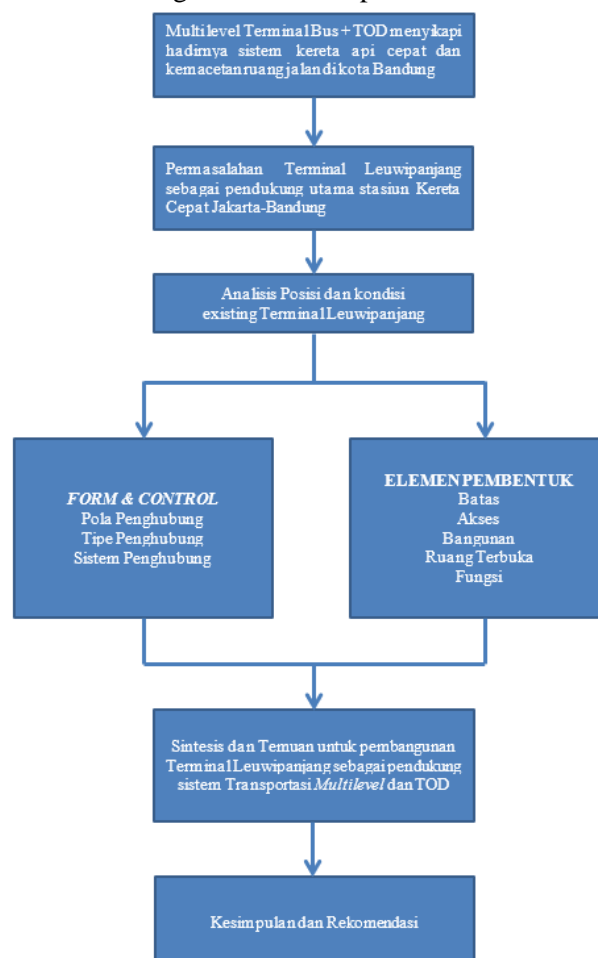 Multilevel Terminal Bus + TOD menyikapi
hadirnya sistem kereta api cepat dan
kemacetan ruang jalan di kota Bandung
Permasalahan Terminal Leuwipanjang
sebagai pendukung utama stasiun Kereta
Cepat Jakarta-Bandung
Analisis Posisi dan kondisi
existing Terminal Leuwipanjang
FORM & CONTROL
Pola Penghubung
Tipe Penghubung
Sistem Penghubung
ELEMEN PEMBENTUK
Batas
Akses
Bangunan
Ruang Terbuka
Fungsi
Sintesis dan Temuan untuk pembangunan
Terminal Leuwipanjang sebagai pendukung
sistem Transportasi Multilevel dan TOD
Kesimpulan dan Rekomendasi